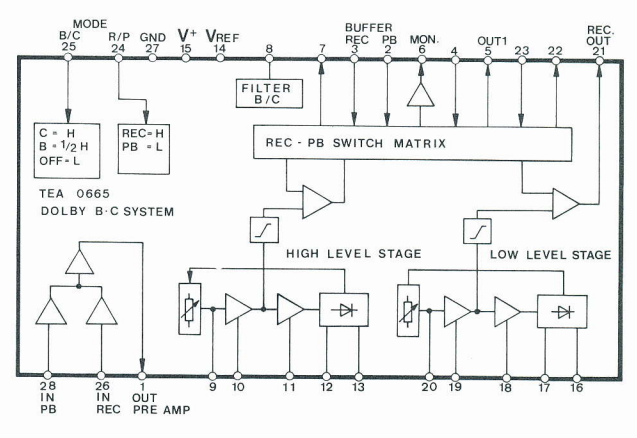 MODE
B/C R/P GND V+ VREF
BUFFER
REC PB MON. OUT1 REC.
OUT
25 24 27 15 14 8 7 3 2 6 4 5 23 22 21
FILTER
B/C
C = H
B = 1/2 H
OFF = L
REC = H
PB = L
REC - PB SWITCH MATRIX
TEA 0665
DOLBY B·C SYSTEM
HIGH LEVEL STAGE
LOW LEVEL STAGE
28 26 1 9 10 11 12 13 20 19 18 17 16
IN
PB
IN
REC
OUT
PRE AMP